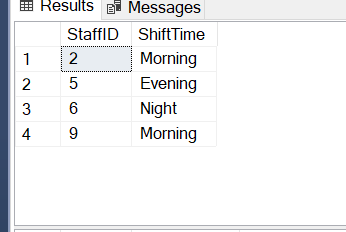 Results Messages
StaffID ShiftTime
1 2 Morning
2 5 Evening
3 6 Night
4 9 Morning